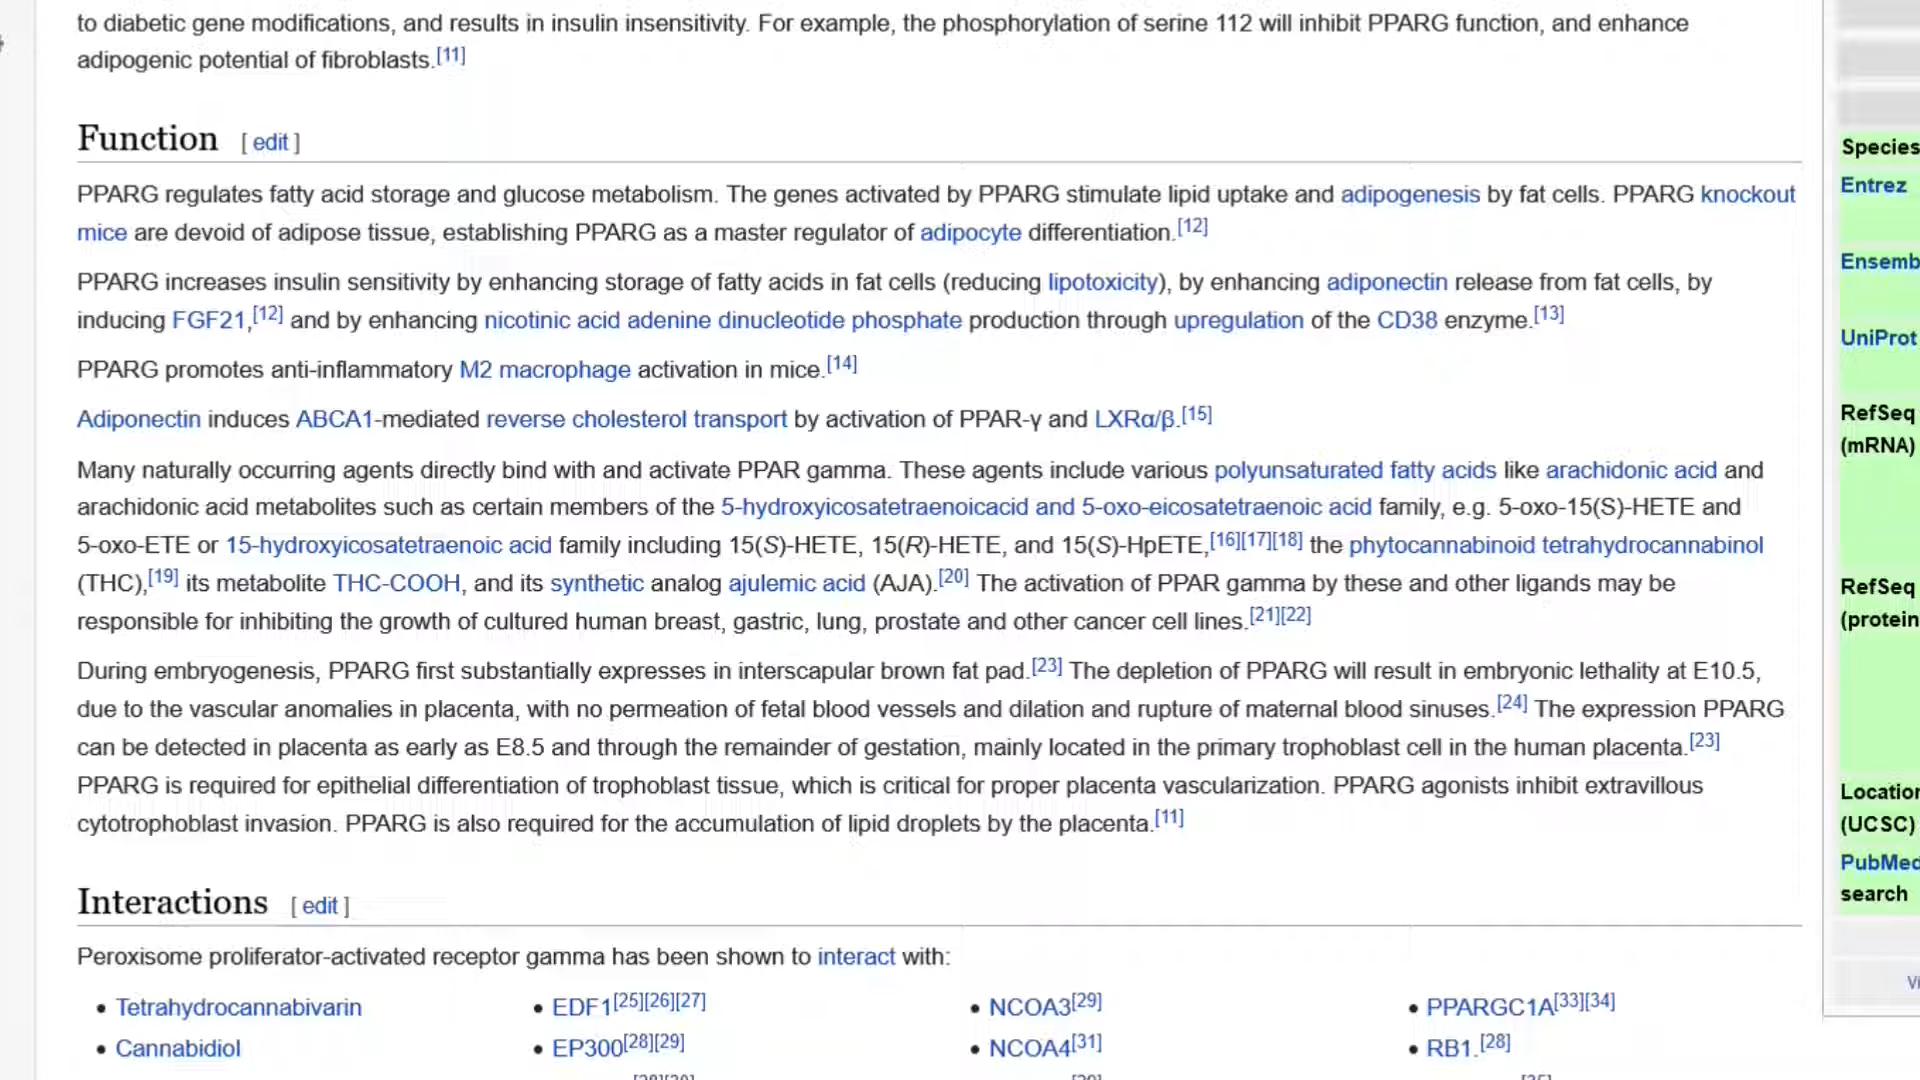 to diabetic gene modifications, and results in insulin insensitivity. For example, the phosphorylation of serine 112 will inhibit PPARG function, and enhance
adipogenic potential of fibroblasts.[11]
Function [ edit ]
PPARG regulates fatty acid storage and glucose metabolism. The genes activated by PPARG stimulate lipid uptake and adipogenesis by fat cells. PPARG knockout
mice are devoid of adipose tissue, establishing PPARG as a master regulator of adipocyte differentiation.[12]
PPARG increases insulin sensitivity by enhancing storage of fatty acids in fat cells (reducing lipotoxicity), by enhancing adiponectin release from fat cells, by
inducing FGF21,[12] and by enhancing nicotinic acid adenine dinucleotide phosphate production through upregulation of the CD38 enzyme.[13]
PPARG promotes anti-inflammatory M2 macrophage activation in mice.[14]
Adiponectin induces ABCA1-mediated reverse cholesterol transport by activation of PPAR-γ and LXRα/β.[15]
Many naturally occurring agents directly bind with and activate PPAR gamma. These agents include various polyunsaturated fatty acids like arachidonic acid and
arachidonic acid metabolites such as certain members of the 5-hydroxyicosatetraenoicacid and 5-oxo-eicosatetraenoic acid family, e.g. 5-oxo-15(S)-HETE and
5-oxo-ETE or 15-hydroxyicosatetraenoic acid family including 15(S)-HETE, 15(R)-HETE, and 15(S)-HpETE,[16][17][18] the phytocannabinoid tetrahydrocannabinol
(THC),[19] its metabolite THC-COOH, and its synthetic analog ajulemic acid (AJA).[20] The activation of PPAR gamma by these and other ligands may be
responsible for inhibiting the growth of cultured human breast, gastric, lung, prostate and other cancer cell lines.[21][22]
During embryogenesis, PPARG first substantially expresses in interscapular brown fat pad.[23] The depletion of PPARG will result in embryonic lethality at E10.5,
due to the vascular anomalies in placenta, with no permeation of fetal blood vessels and dilation and rupture of maternal blood sinuses.[24] The expression PPARG
can be detected in placenta as early as E8.5 and through the remainder of gestation, mainly located in the primary trophoblast cell in the human placenta.[23]
PPARG is required for epithelial differentiation of trophoblast tissue, which is critical for proper placenta vascularization. PPARG agonists inhibit extravillous
cytotrophoblast invasion. PPARG is also required for the accumulation of lipid droplets by the placenta.[11]
Interactions [ edit ]
Peroxisome proliferator-activated receptor gamma has been shown to interact with:
• Tetrahydrocannabivarin
• Cannabidiol
• EDF1[25][26][27]
• EP300[28][29]
• NCOA3[29]
• NCOA4[31]
• PPARGC1A[33][34]
• RB1.[28]
Species
Entrez
Ensemb
UniProt
RefSeq
(mRNA)
RefSeq
(protein
Location
(UCSC)
PubMed
search